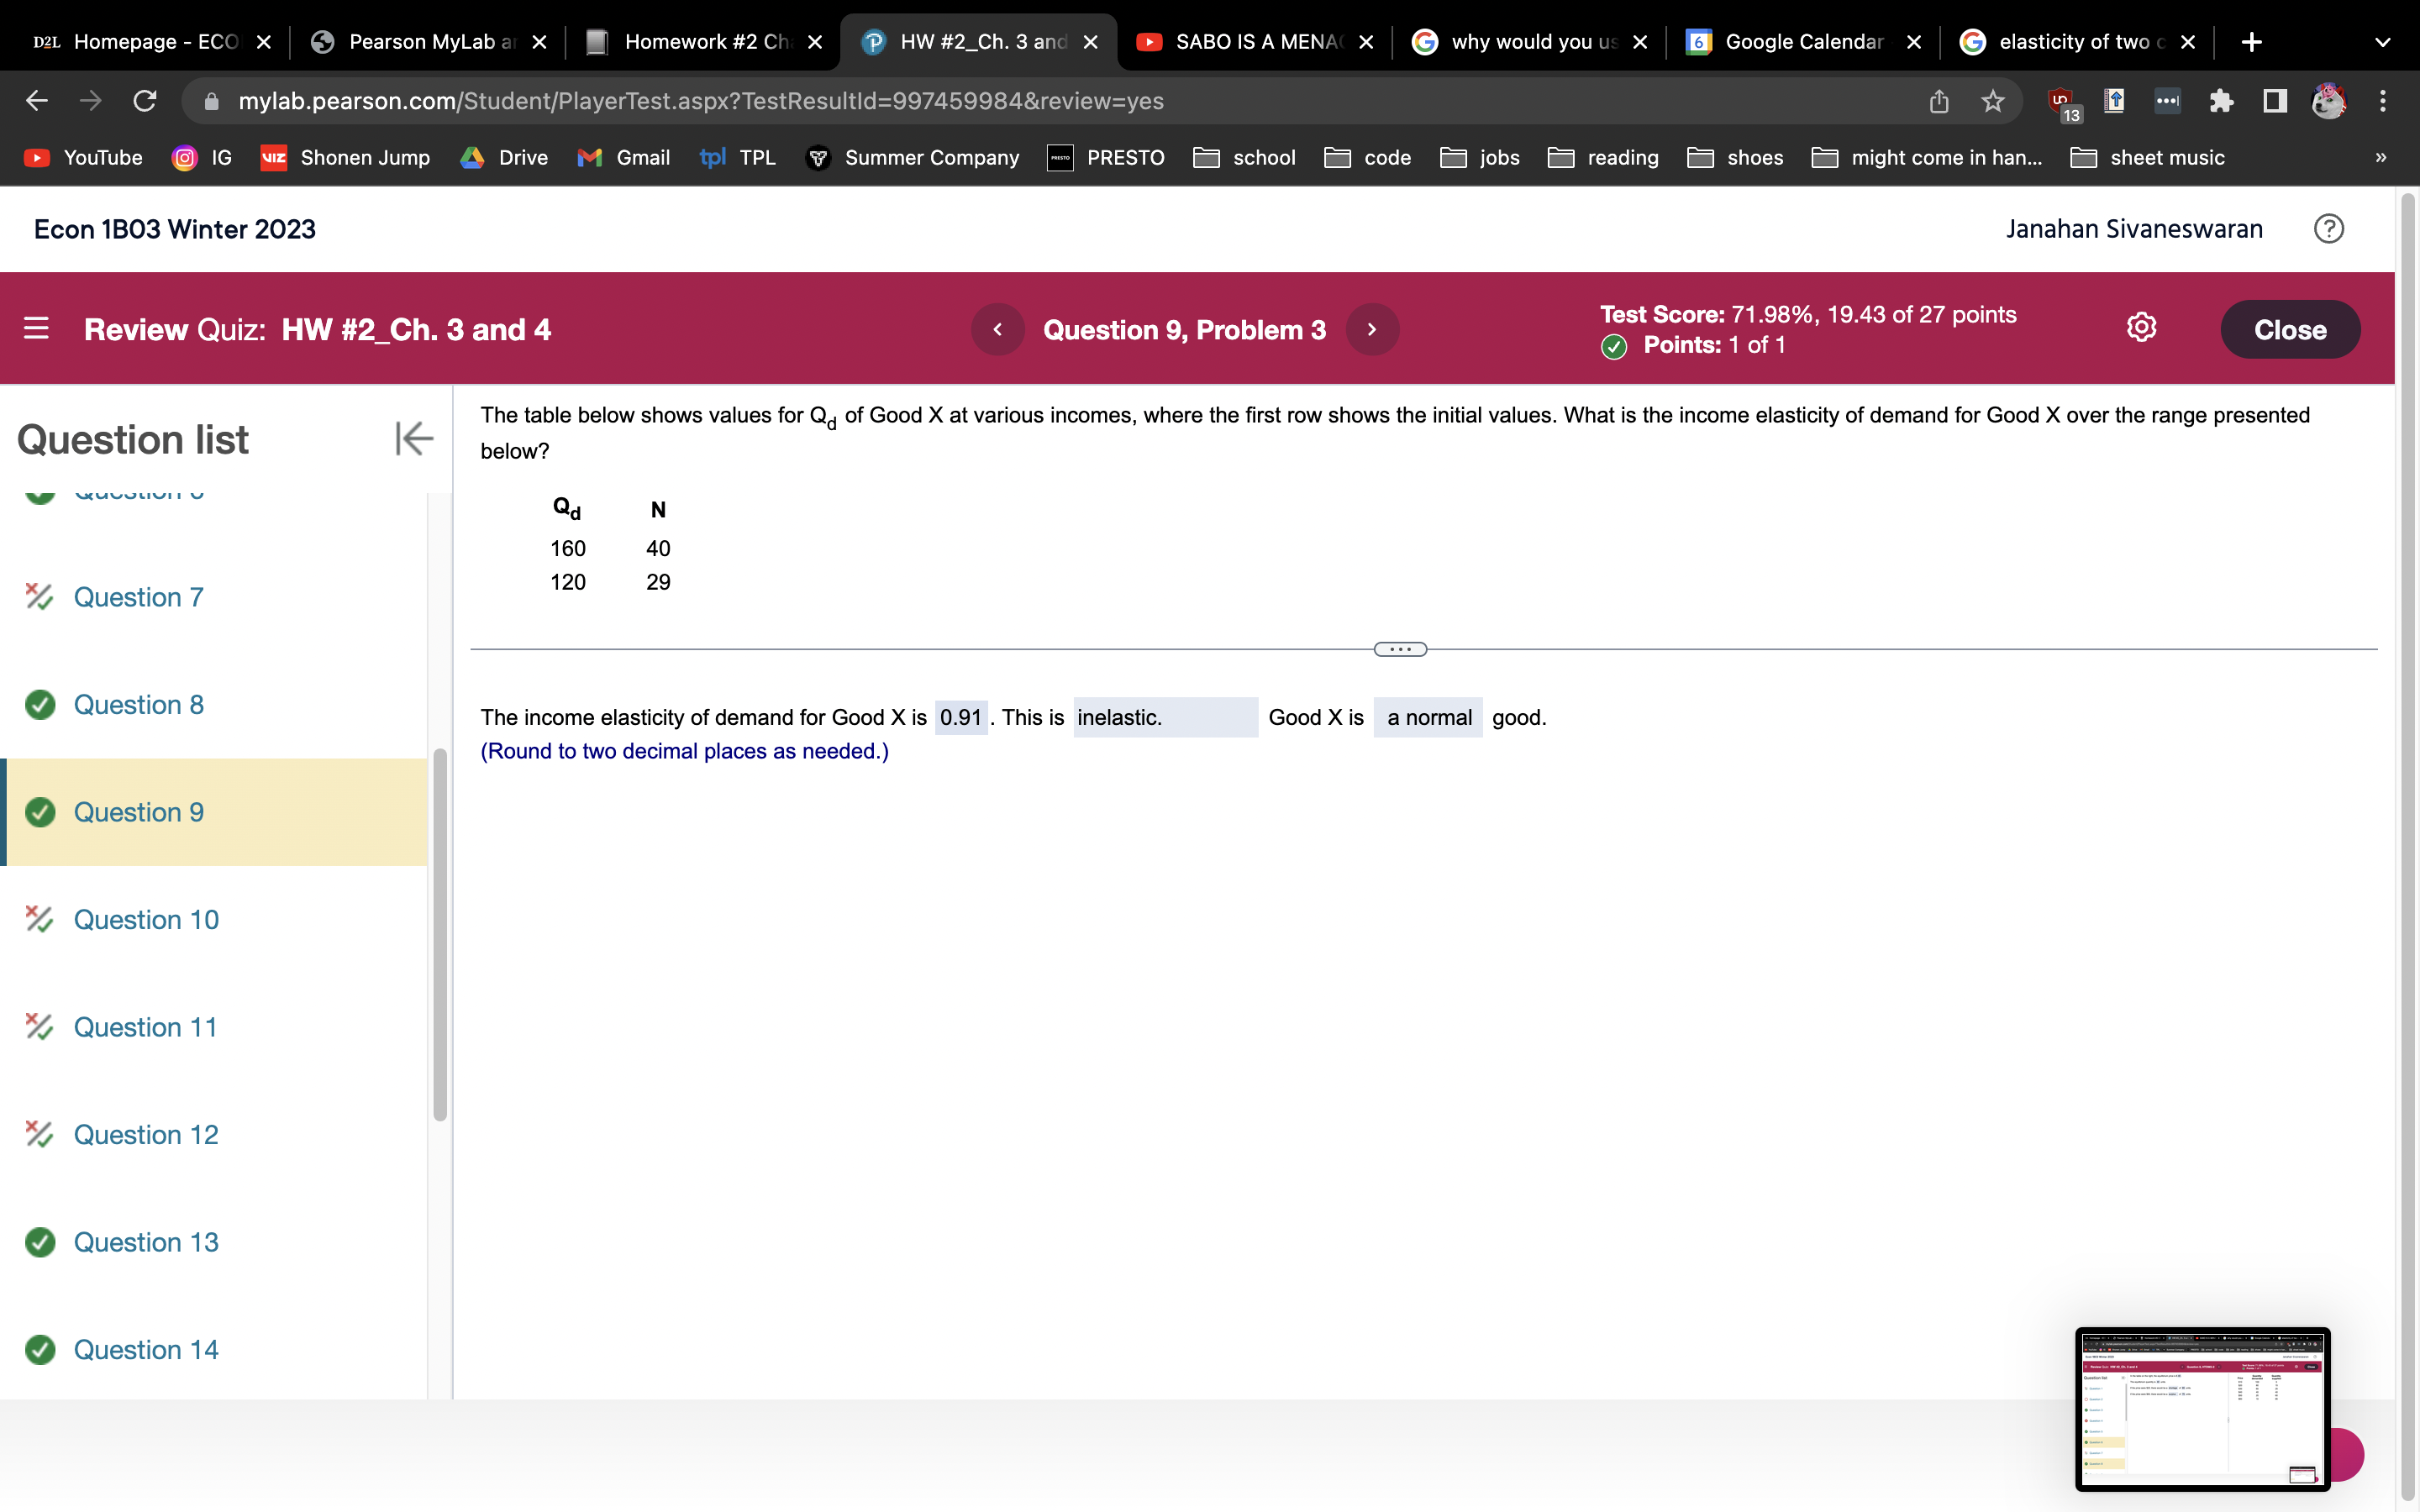 D2L Homepage - ECO
Pearson MyLab a
Homework #2 Ch
HW #2_Ch. 3 and
SABO IS A MENA
why would you us
6 Google Calendar
elasticity of two c
mylab.pearson.com/Student/PlayerTest.aspx?TestResultId=997459984&review=yes
13
YouTube
IG
VIZ Shonen Jump
Drive
Gmail
tpl TPL
Summer Company
PRESTO PRESTO
school
code
jobs
reading
shoes
might come in han...
sheet music
»
Econ 1B03 Winter 2023
Janahan Sivaneswaran
?
Review Quiz: HW #2_Ch. 3 and 4
Question 9, Problem 3
Test Score: 71.98%, 19.43 of 27 points
Points: 1 of 1
Close
Question list
Question 7
Question 8
Question 9
Question 10
Question 11
Question 12
Question 13
Question 14
The table below shows values for Qd of Good X at various incomes, where the first row shows the initial values. What is the income elasticity of demand for Good X over the range presented
below?
Qd N
160 40
120 29
The income elasticity of demand for Good X is 0.91. This is inelastic. Good X is a normal good.
(Round to two decimal places as needed.)